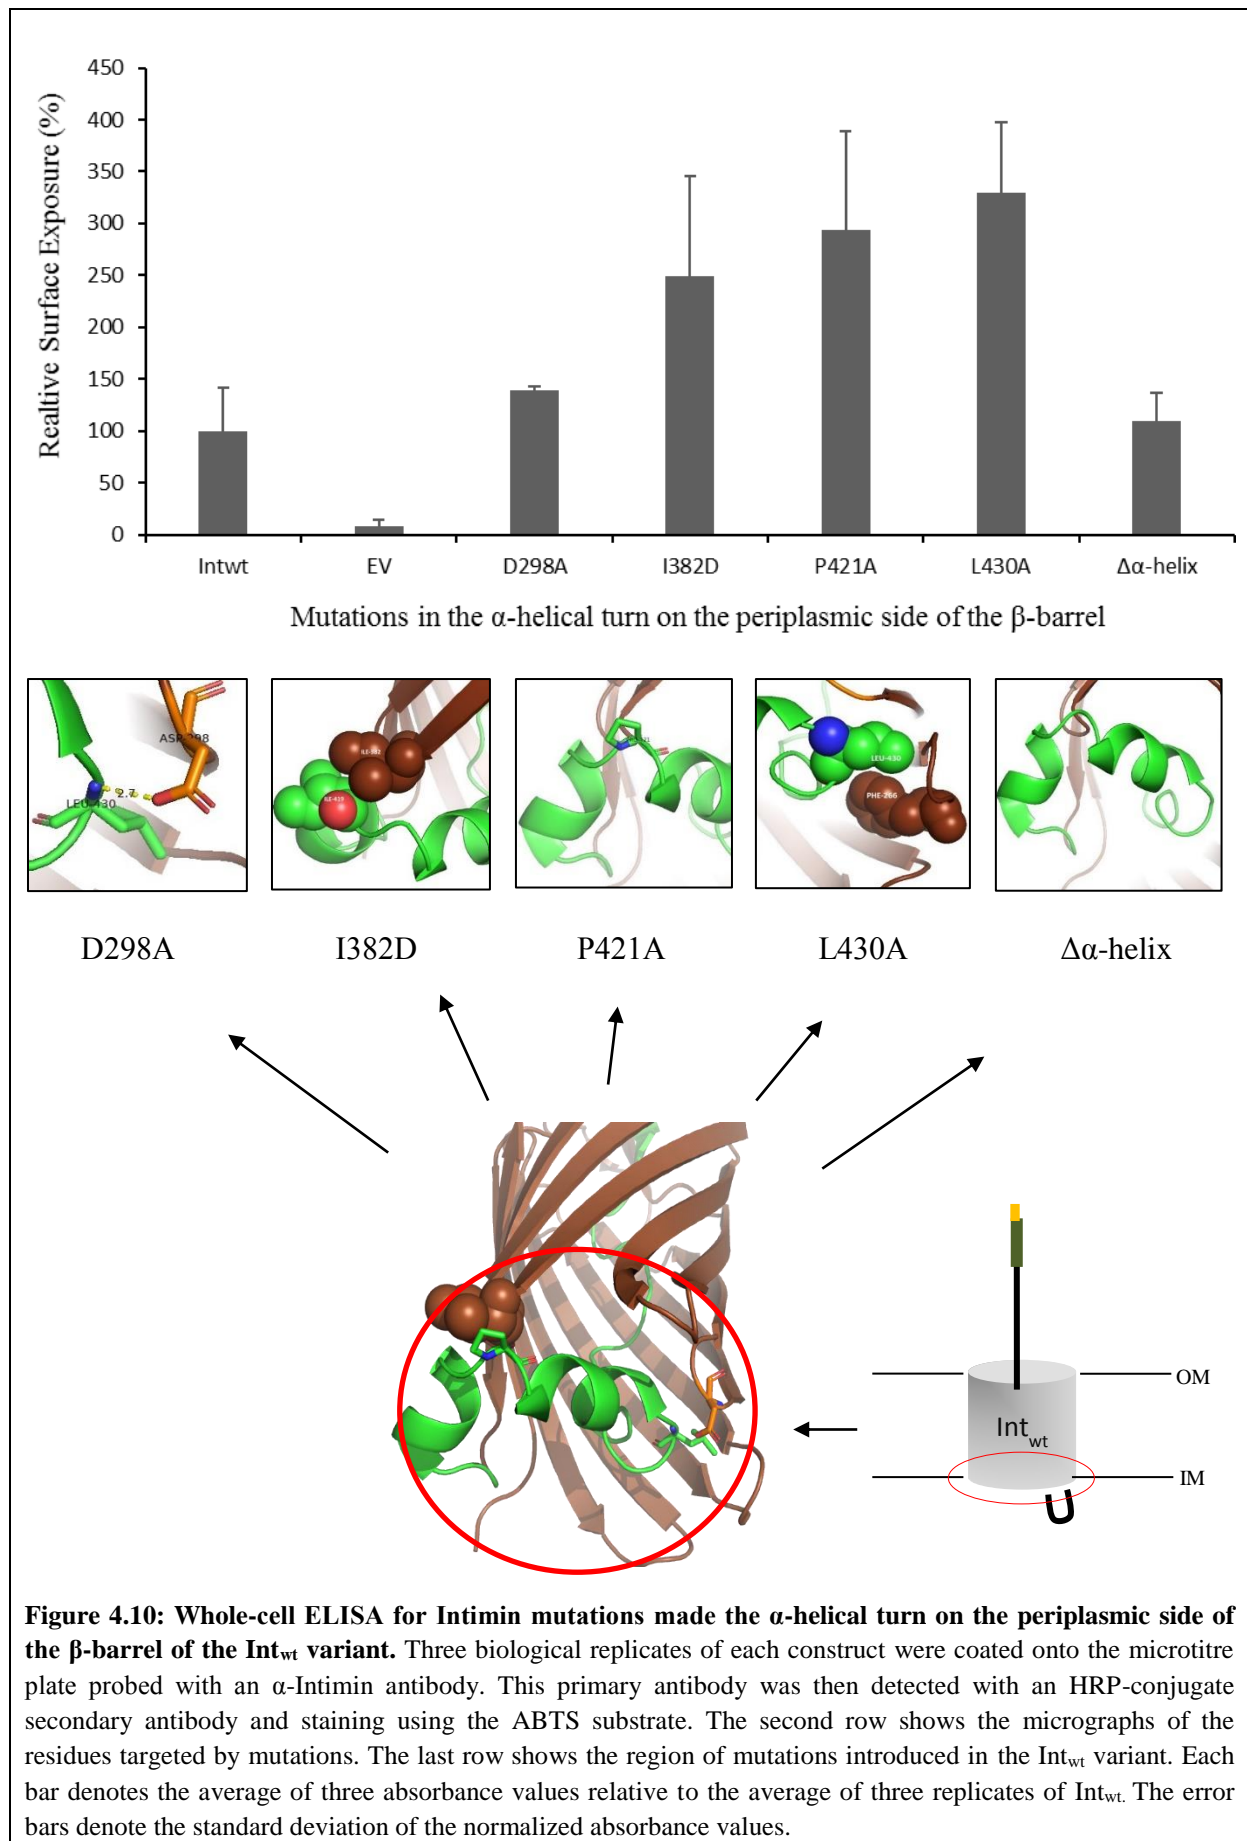 450
400
350
300
250
200
150
100
50
0
Realtive Surface Exposure (%)
Intwt EV D298A I382D P421A L430A Δα-helix
Mutations in the α-helical turn on the periplasmic side of the β-barrel
ASP-298
2.7
LEU-430
ILE-382
ILE-419
LEU-430
PHE-266
D298A I382D P421A L430A Δα-helix
OM
Intwt
IM
Figure 4.10: Whole-cell ELISA for Intimin mutations made the α-helical turn on the periplasmic side of
the β-barrel of the Intwt variant. Three biological replicates of each construct were coated onto the microtitre
plate probed with an α-Intimin antibody. This primary antibody was then detected with an HRP-conjugate
secondary antibody and staining using the ABTS substrate. The second row shows the micrographs of the
residues targeted by mutations. The last row shows the region of mutations introduced in the Intwt variant. Each
bar denotes the average of three absorbance values relative to the average of three replicates of Intwt. The error
bars denote the standard deviation of the normalized absorbance values.